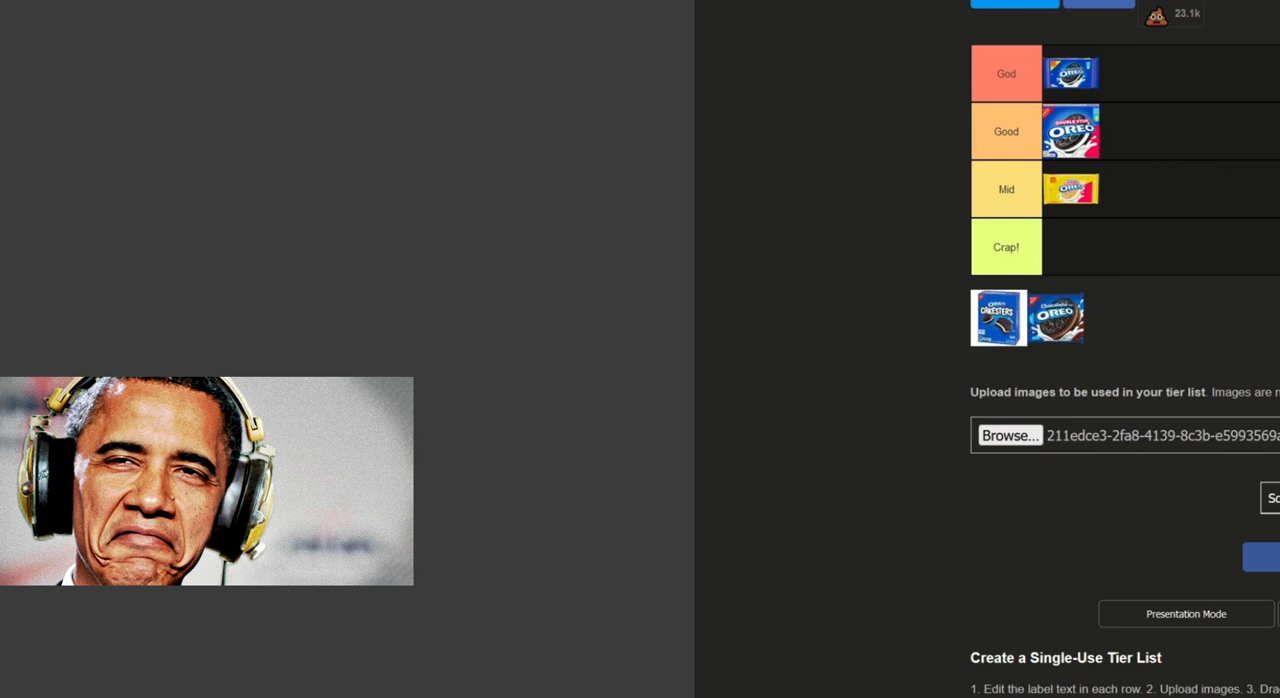 23.1k
God
OREO
Good
DOUBLE STUF
OREO
Mid
OREO
Crap!
OREO
CAKESTERS
Chocolate
OREO
Upload images to be used in your tier list. Images are
Browse... 211edce3-2fa8-4139-8c3b-e5993569a
Presentation Mode
Create a Single-Use Tier List
1. Edit the label text in each row. 2. Upload images. 3. Dra